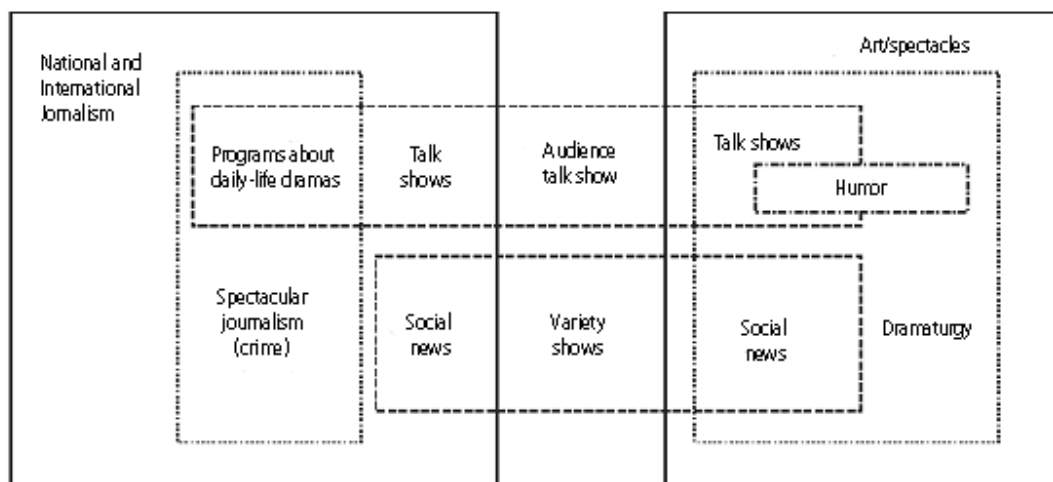 National and
International
Jornalism
Art/spectacles
Programs about
daily-life dramas
Talk
shows
Audience
talk show
Talk shows
Humor
Spectacular
journalism
(crime)
Social
news
Variety
shows
Social
news
Dramaturgy